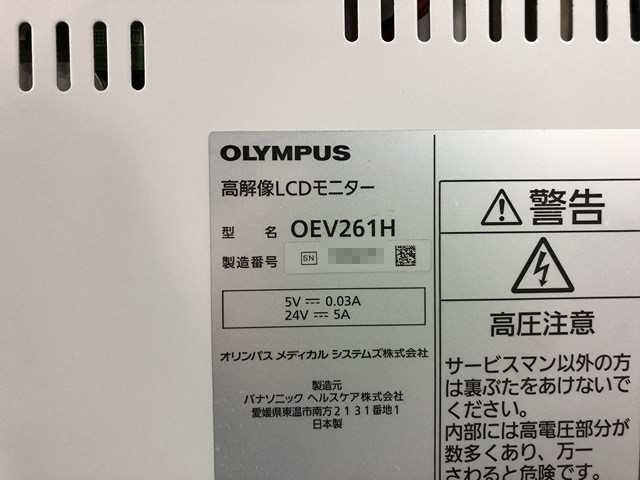 OLYMPUS
高解像LCDモニター
型 名 OEV261H
製造番号 SN
5V ⎓ 0.03A
24V ⎓ 5A
オリンパス メディカル システムズ株式会社
製造元
パナソニック ヘルスケア株式会社
愛媛県東温市南方2131番地1
日本製
警告
高圧注意
サービスマン以外の方
は裏ぶたをあけないで
ください。
内部には高電圧部分が
数多くあり、万一
さわると危険です。